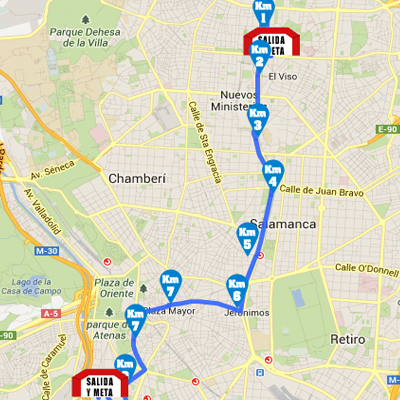 Parque Dehesa
de la Villa
Km
1
SALIDA
Y META
Km
2
El Viso
Nuevos
Ministerios
Km
3
E-90
Calle de Sta Engracia
Av. Séneca
Chamberí
Km
4
Calle de Juan Bravo
Av. Valladolid
Salamanca
Km
5
M-30
M-
Lago de la
Casa de Campo
Plaza de
Oriente
Calle O'Donnell
Km
7
Km
6
A-5
Plaza Mayor
Jerónimos
Km
7
parque de
Atenas
Retiro
Calle de Caramuel
Km
SALIDA
Y META